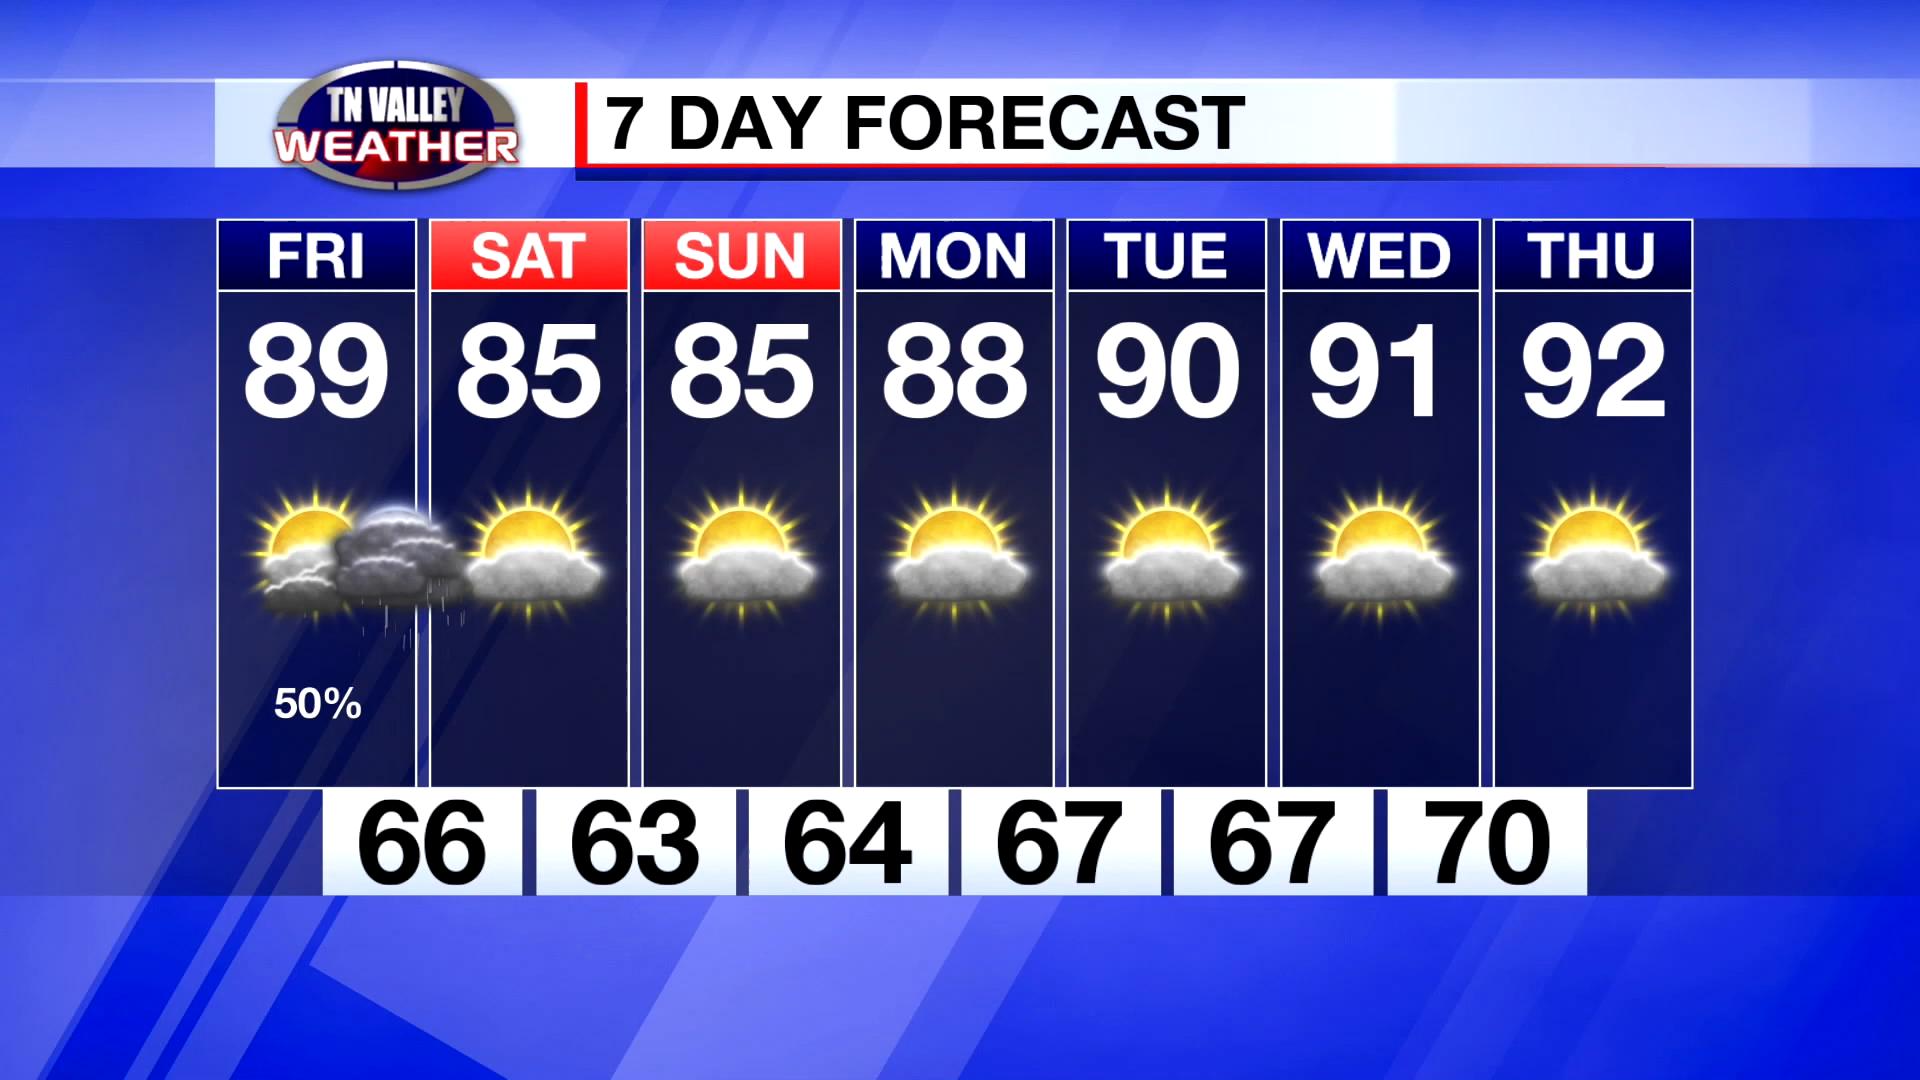 TN VALLEY
WEATHER
7 DAY FORECAST
FRI SAT SUN MON TUE WED THU
89 85 85 88 90 91 92
50%
66 63 64 67 67 70